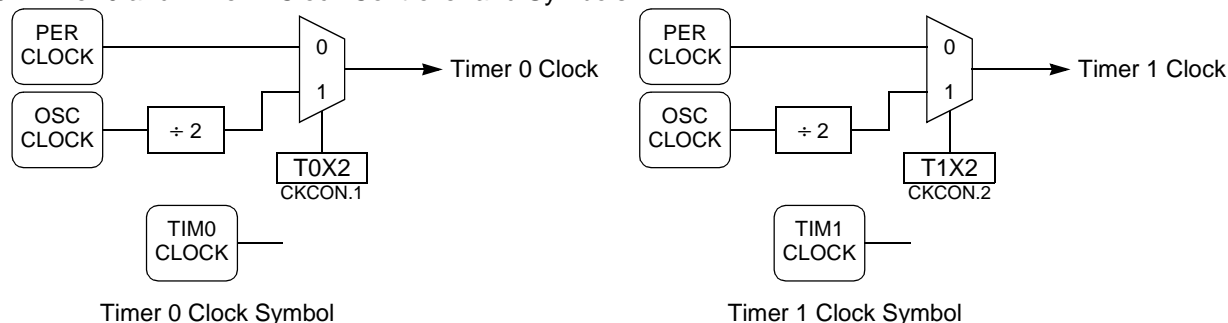 PER
CLOCK
0
1
Timer 0 Clock
OSC
CLOCK
÷ 2
T0X2
CKCON.1
TIM0
CLOCK
Timer 0 Clock Symbol
PER
CLOCK
0
1
Timer 1 Clock
OSC
CLOCK
÷ 2
T1X2
CKCON.2
TIM1
CLOCK
Timer 1 Clock Symbol